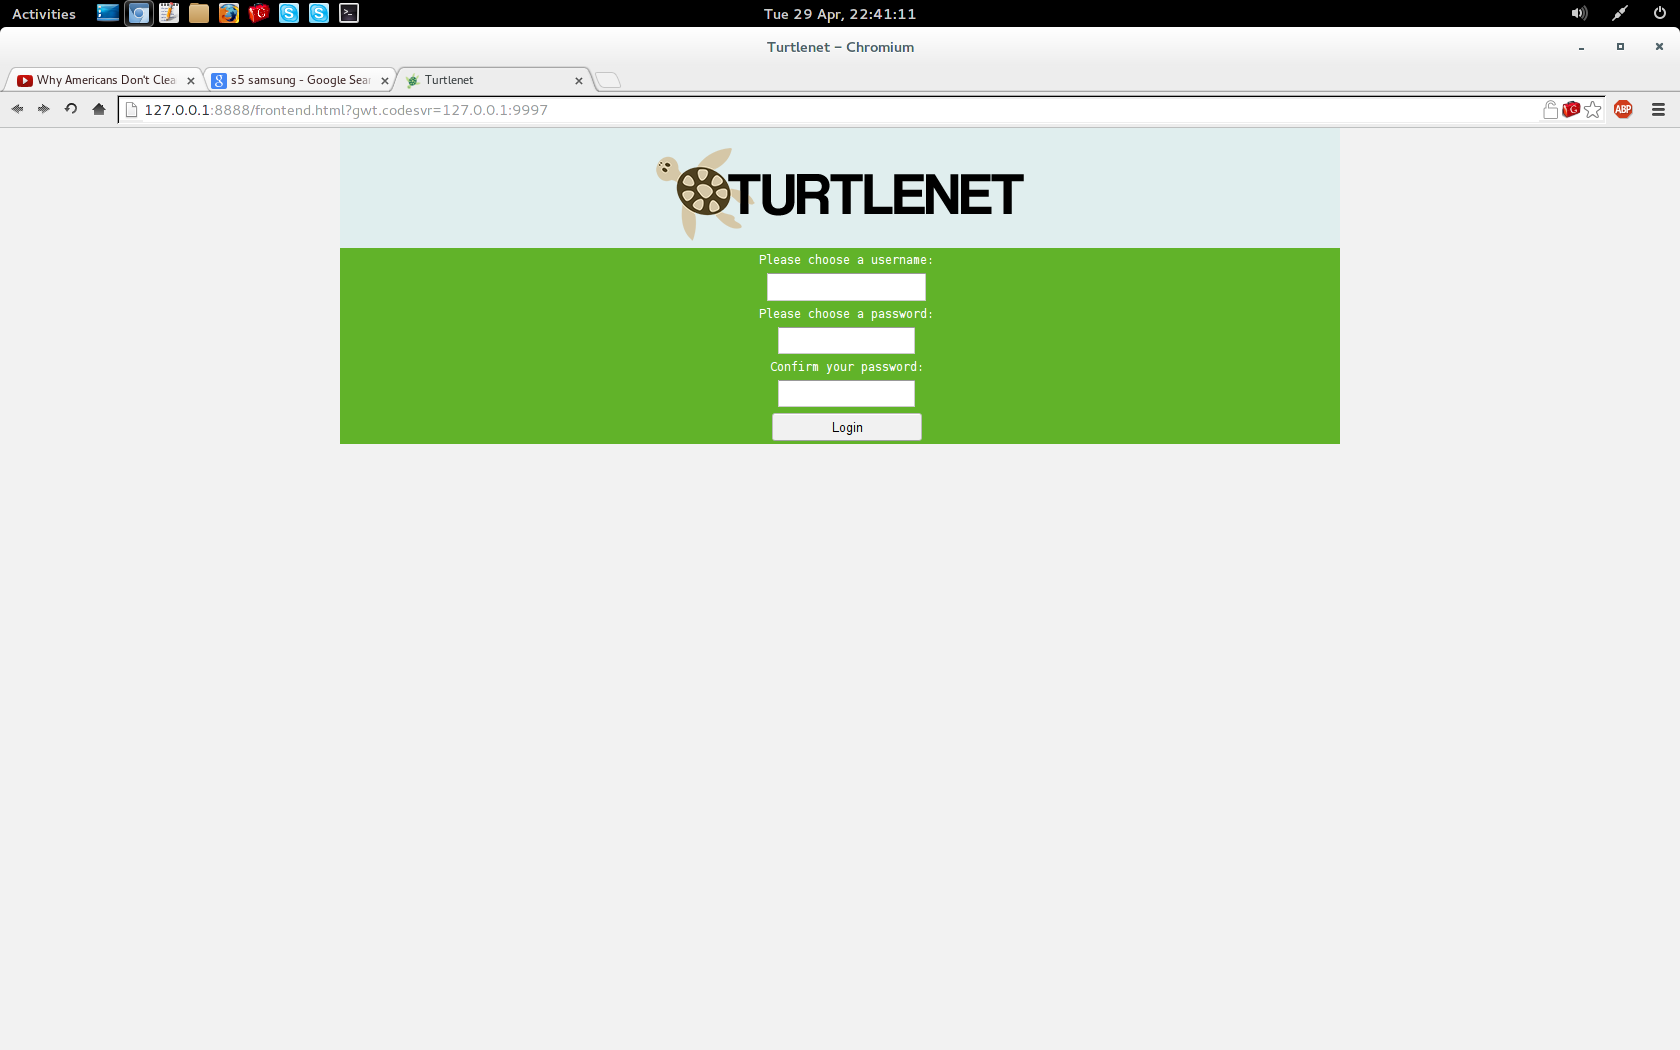 Activities
Tue 29 Apr, 22:41:11
Turtlenet - Chromium
Why Americans Don't Clea
s5 samsung - Google Sear
Turtlenet
127.0.0.1:8888/frontend.html?gwt.codesvr=127.0.0.1:9997
ABP
TURTLENET
Please choose a username:
Please choose a password:
Confirm your password:
Login